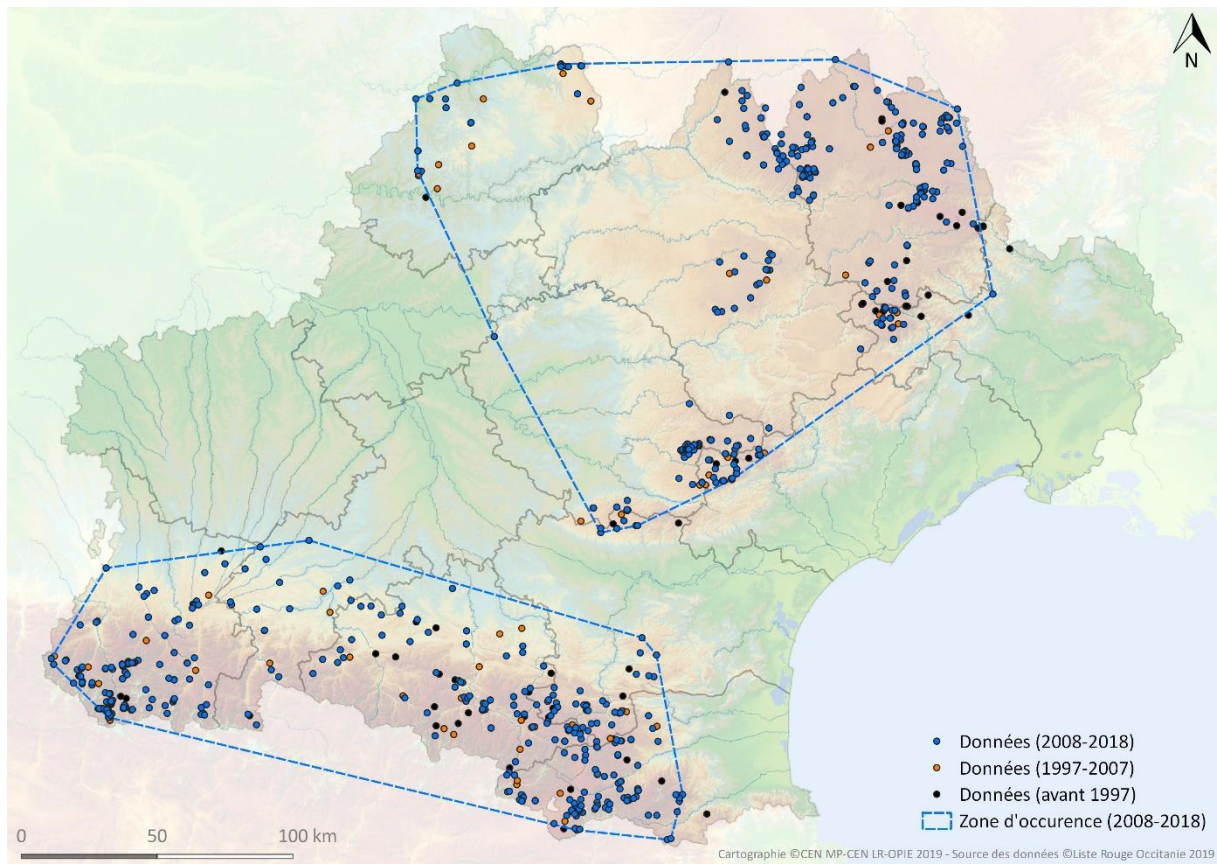 N
Données (2008-2018)
Données (1997-2007)
Données (avant 1997)
Zone d'occurence (2008-2018)
0 50 100 km
Cartographie ©CEN MP-CEN LR-OPIE 2019 - Source des données ©Liste Rouge Occitanie 2019